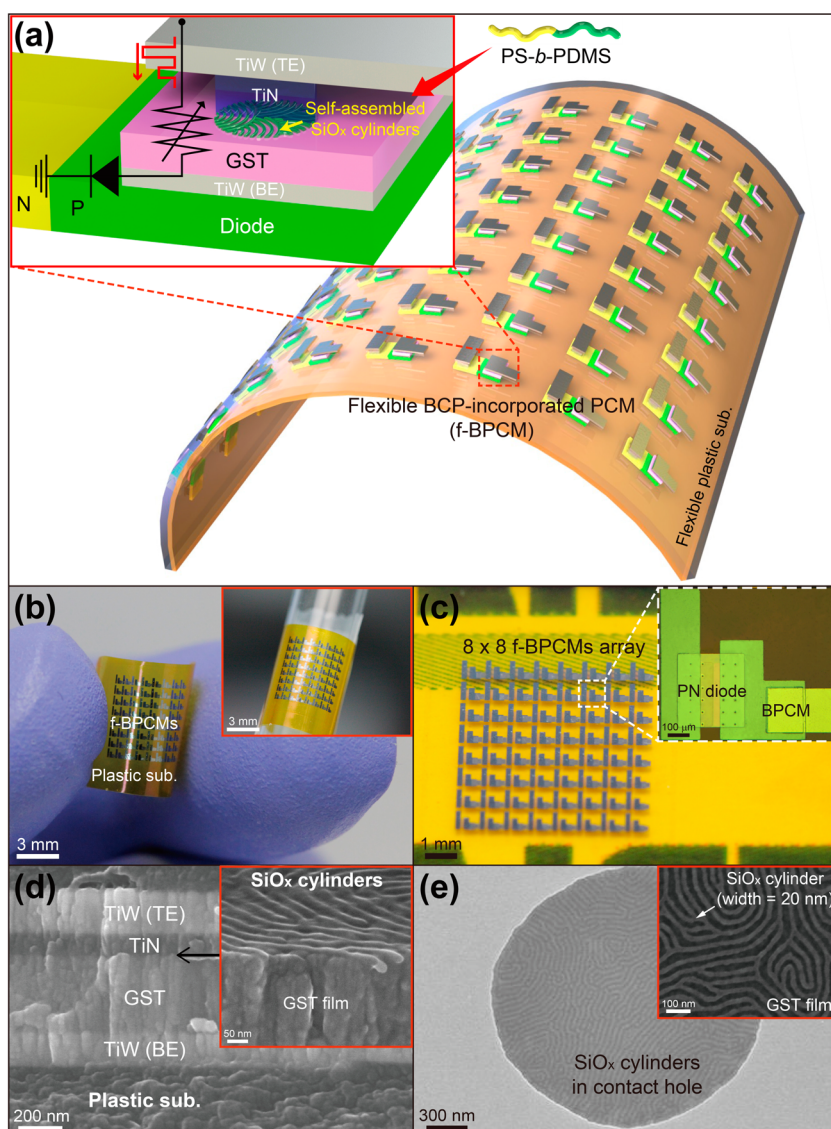 (a)
TiW (TE)
TiN
Self-assembled
SiOx cylinders
GST
TiW (BE)
N
P
Diode
PS-b-PDMS
Flexible BCP-incorporated PCM
(f-BPCM)
Flexible plastic sub.
(b)
f-BPCMs
Plastic sub.
3 mm
3 mm
(c)
8 x 8 f-BPCMs array
PN diode
BPCM
100 μm
1 mm
(d)
TiW (TE)
TiN
GST
TiW (BE)
Plastic sub.
200 nm
SiOx cylinders
GST film
50 nm
(e)
SiOx cylinder
(width = 20 nm)
100 nm
GST film
SiOx cylinders
in contact hole
300 nm